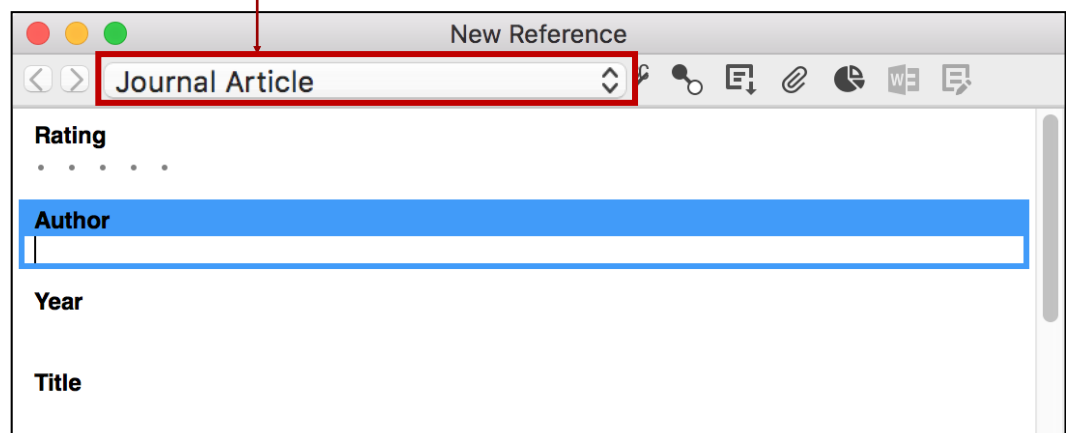 New Reference
Journal Article
Rating
Author
Year
Title